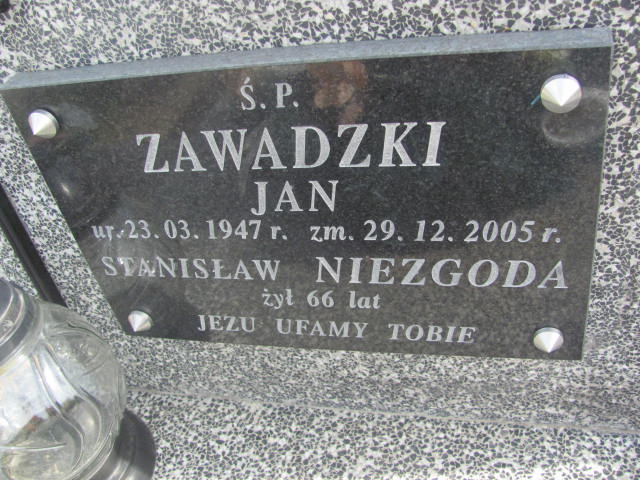 Ś.P.
ZAWADZKI
JAN
ur. 23.03.1947 r. zm. 29.12.2005 r.
STANISŁAW NIEZGODA
żył 66 lat
JEZU UFAMY TOBIE